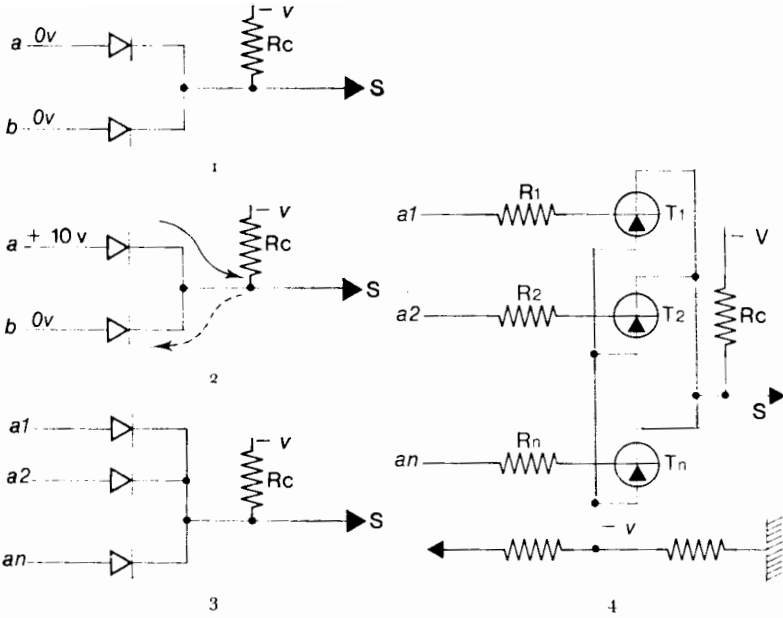 − v
a 0v
Rc
S
b 0v
1
− v
a + 10 v
Rc
S
b 0v
2
a1
− v
a2
Rc
S
an
3
a1
R1
T1
− V
a2
R2
T2
Rc
S
an
Rn
Tn
− v
4